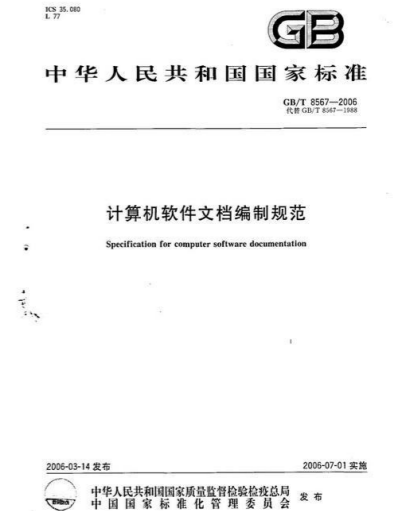 ICS 35.080
L 77
GB
中华人民共和国国家标准
GB/T 8567—2006
代替 GB/T 8567—1988
计算机软件文档编制规范
Specification for computer software documentation
2006-03-14 发布
2006-07-01 实施
中华人民共和国国家质量监督检验检疫总局
中国国家标准化管理委员会
发布